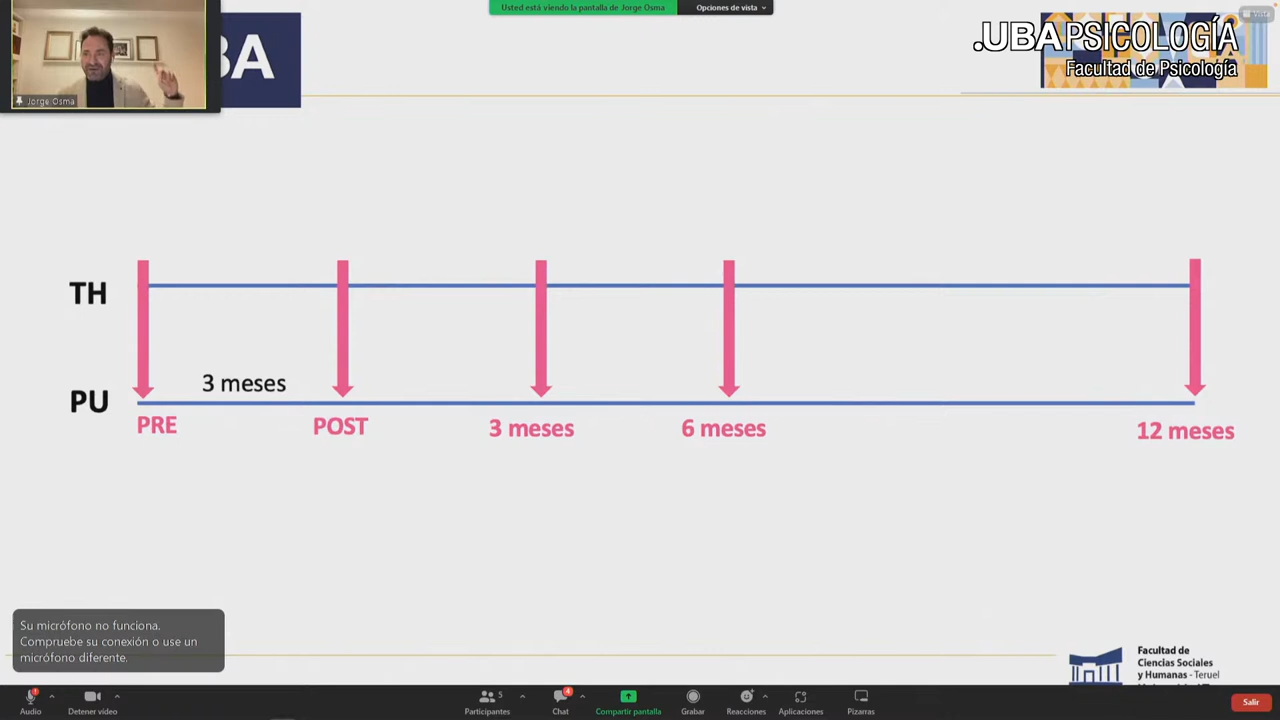 Usted está viendo la pantalla de Jorge Osma
Opciones de vista
Vista
BA
.UBAPSICOLOGÍA
Facultad de Psicología
Jorge Osma
TH
3 meses
PU
PRE
POST
3 meses
6 meses
12 meses
Su micrófono no funciona.
Compruebe su conexión o use un
micrófono diferente.
Facultad de
Ciencias Sociales
y Humanas - Teruel
Audio
Detener video
5
Participantes
4
Chat
Compartir pantalla
Grabar
Reacciones
Aplicaciones
Pizarras
Salir